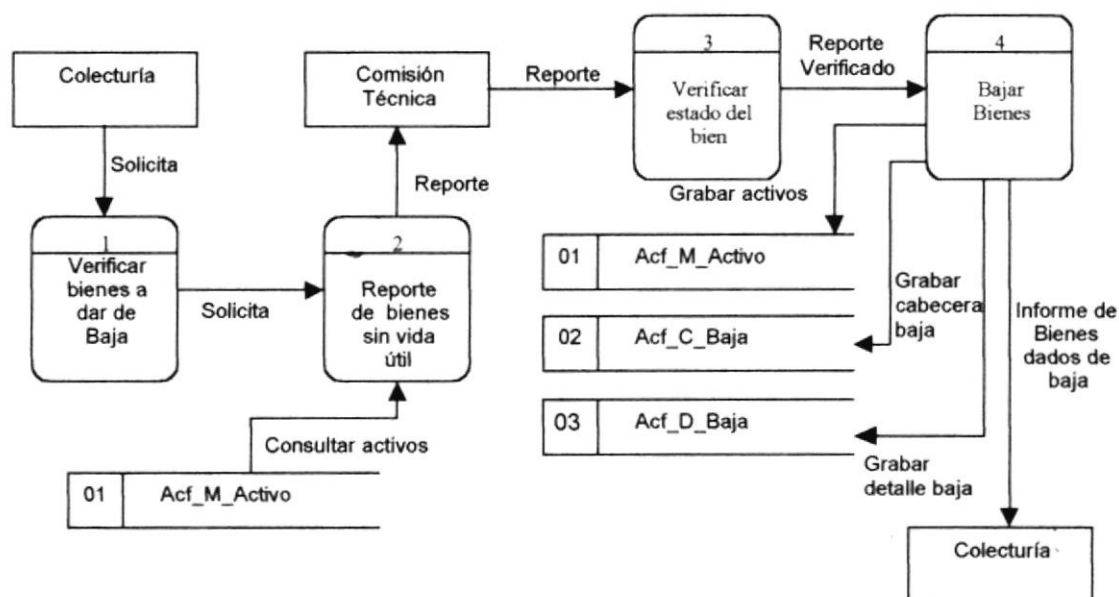 Colecturía
Solicita
1
Verificar
bienes a
dar de
Baja
Solicita
2
Reporte
de bienes
sin vida
útil
Consultar activos
01 Acf_M_Activo
Reporte
Comisión
Técnica
Reporte
3
Verificar
estado del
bien
Reporte
Verificado
4
Bajar
Bienes
Grabar activos
01 Acf_M_Activo
Grabar
cabecera
baja
02 Acf_C_Baja
03 Acf_D_Baja
Grabar
detalle baja
Informe de
Bienes
dados de
baja
Colecturía